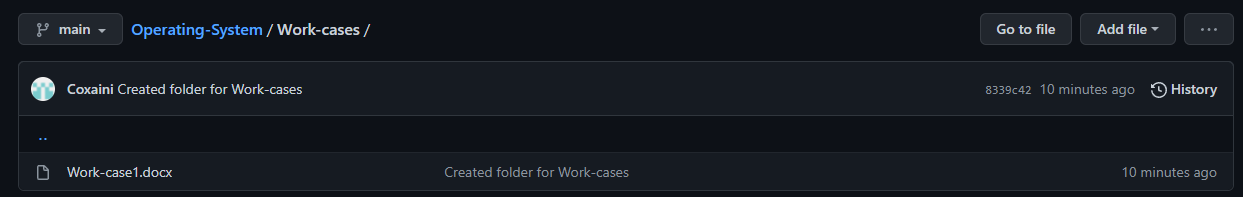 main Operating-System / Work-cases / Go to file Add file ...
Coxaini Created folder for Work-cases 8339c42 10 minutes ago History
..
Work-case1.docx Created folder for Work-cases 10 minutes ago